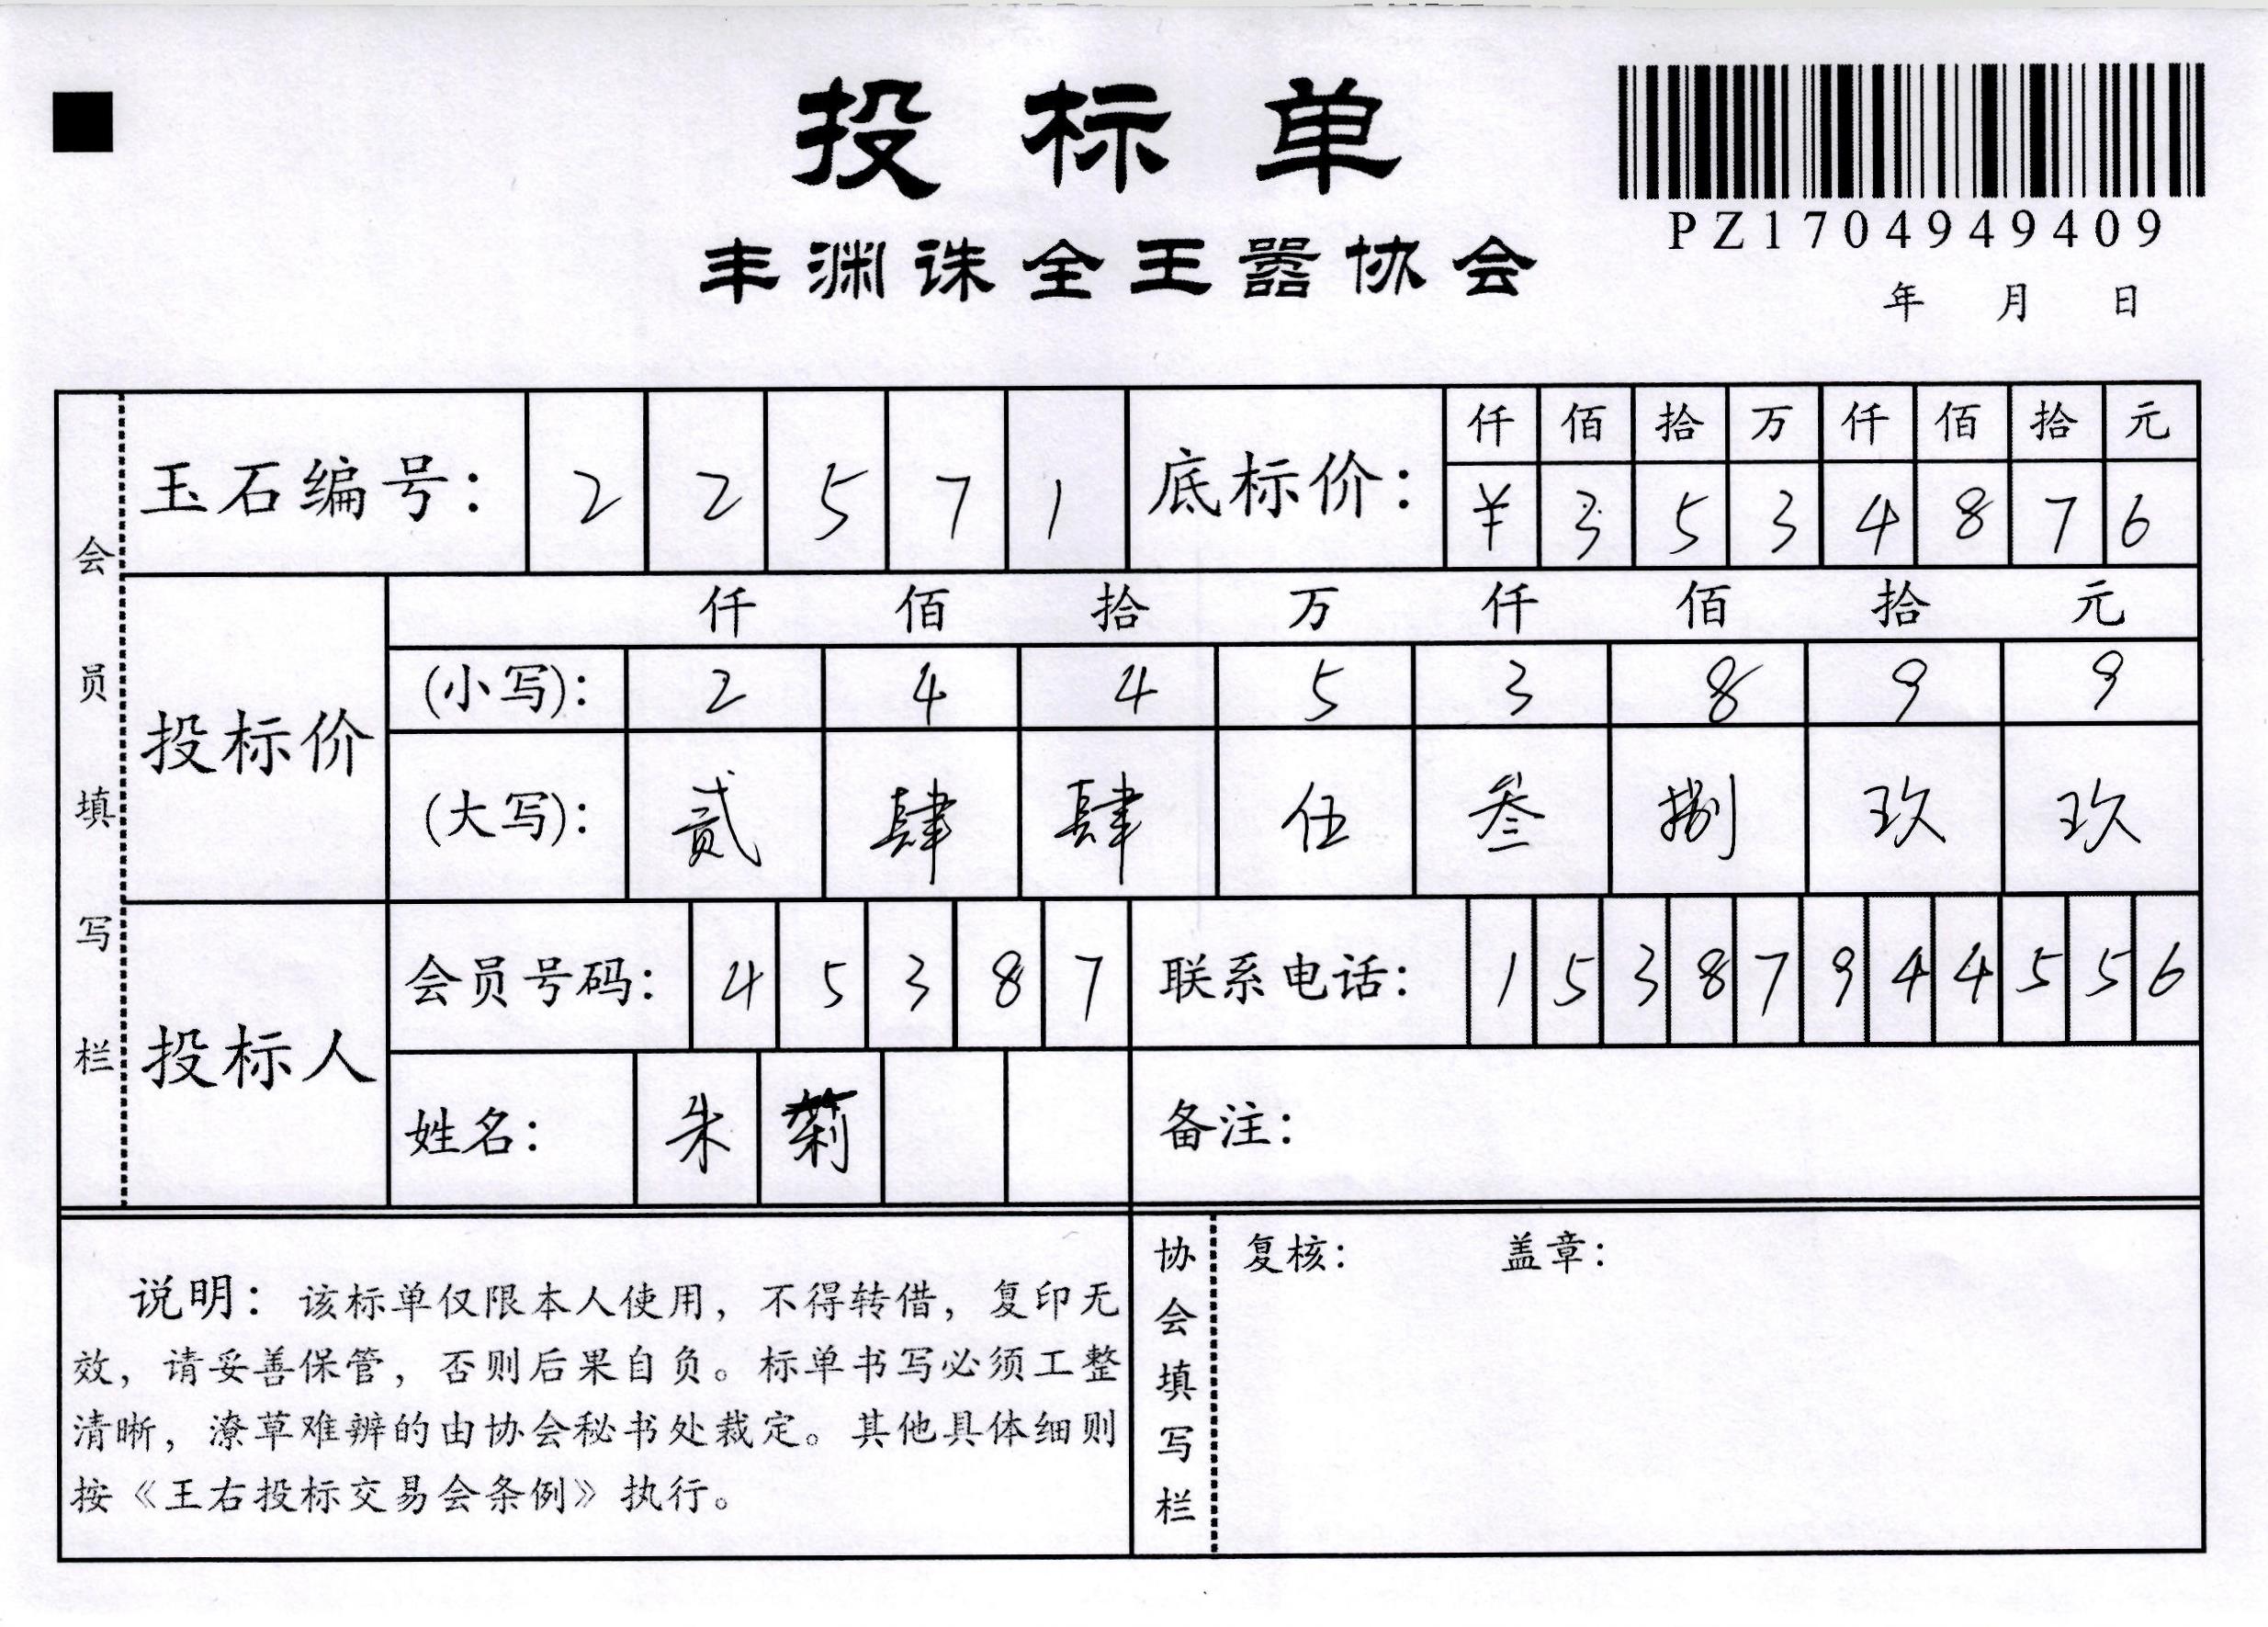 投标单
丰渊诛全王嚣协会
PZ1704949409
年 月 日
会员填写栏
玉石编号: 2 2 5 7 1
底标价: 仟 佰 拾 万 仟 佰 拾 元
¥ 3 5 3 4 8 7 6
投标价
仟 佰 拾 万 仟 佰 拾 元
(小写): 2 4 4 5 3 8 9 9
(大写): 贰 肆 肆 伍 叁 捌 玖 玖
投标人
会员号码: 4 5 3 8 7
联系电话: 1 5 3 8 7 9 4 4 5 5 6
姓名: 朱
备注:
说明: 该标单仅限本人使用, 不得转借, 复印无
效, 请妥善保管, 否则后果自负。标单书写必须工整
清晰, 潦草难辨的由协会秘书处裁定。其他具体细则
按《王右投标交易会条例》执行。
协会填写栏
复核: 盖章: